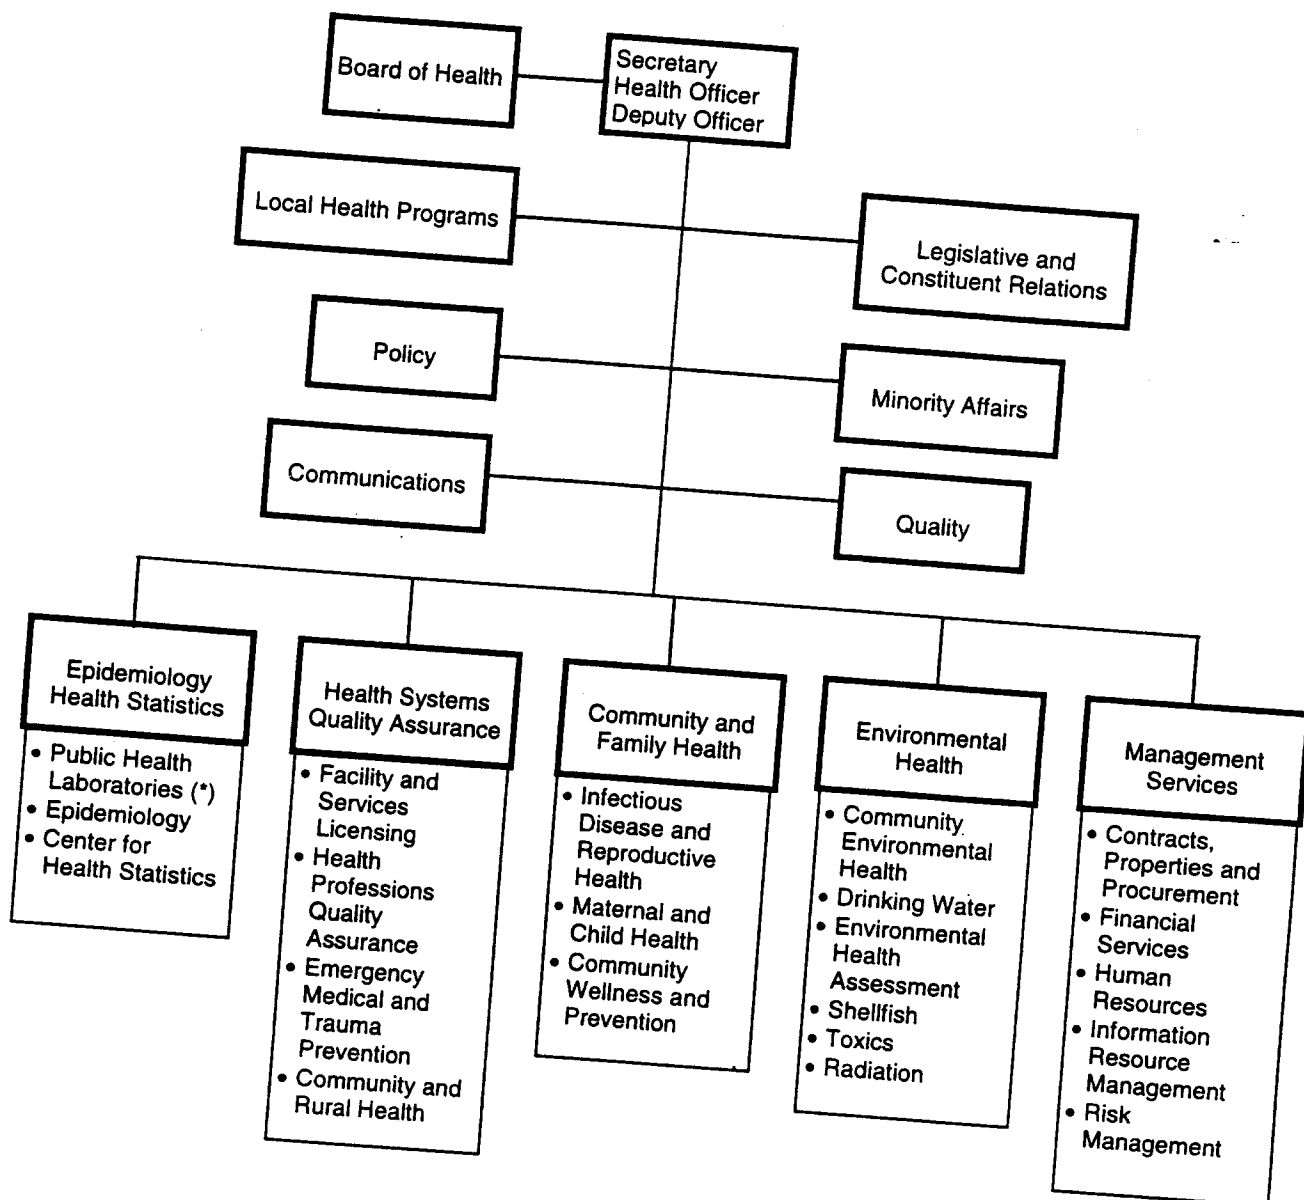 Board of Health
Secretary
Health Officer
Deputy Officer
Local Health Programs
Legislative and
Constituent Relations
Policy
Minority Affairs
Communications
Quality
Epidemiology
Health Statistics
• Public Health
Laboratories (*)
• Epidemiology
• Center for
Health Statistics
Health Systems
Quality Assurance
• Facility and
Services
Licensing
• Health
Professions
Quality
Assurance
• Emergency
Medical and
Trauma
Prevention
• Community and
Rural Health
Community and
Family Health
• Infectious
Disease and
Reproductive
Health
• Maternal and
Child Health
• Community
Wellness and
Prevention
Environmental
Health
• Community
Environmental
Health
• Drinking Water
• Environmental
Health
Assessment
• Shellfish
• Toxics
• Radiation
Management
Services
• Contracts,
Properties and
Procurement
• Financial
Services
• Human
Resources
• Information
Resource
Management
• Risk
Management